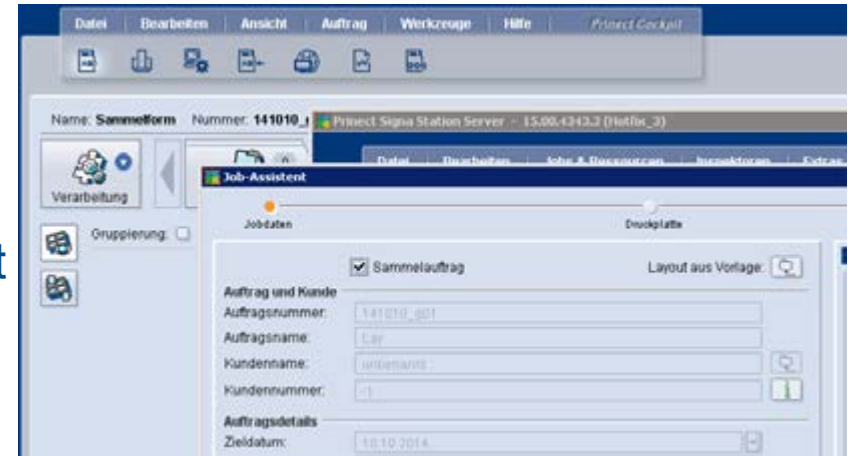 Datei Bearbeiten Ansicht Auftrag Werkzeuge Hilfe Prinect Cockpit
Name: Sammelform Nummer: 141010_
Prinect Signa Station Server - 15.00.4343.3 (Hotfix_3)
Datei Bearbeiten Jobs & Ressourcen Inspektoren Extras
Job-Assistent
Verarbeitung
Jobdaten Druckplatte
Gruppierung:
t
Sammelauftrag Layout aus Vorlage:
Auftrag und Kunde
Auftragsnummer: 141010_g01
Auftragsname: Lay
Kundenname: unbenannt
Kundennummer: -1
Auftragsdetails
Zieldatum: 10.10.2014